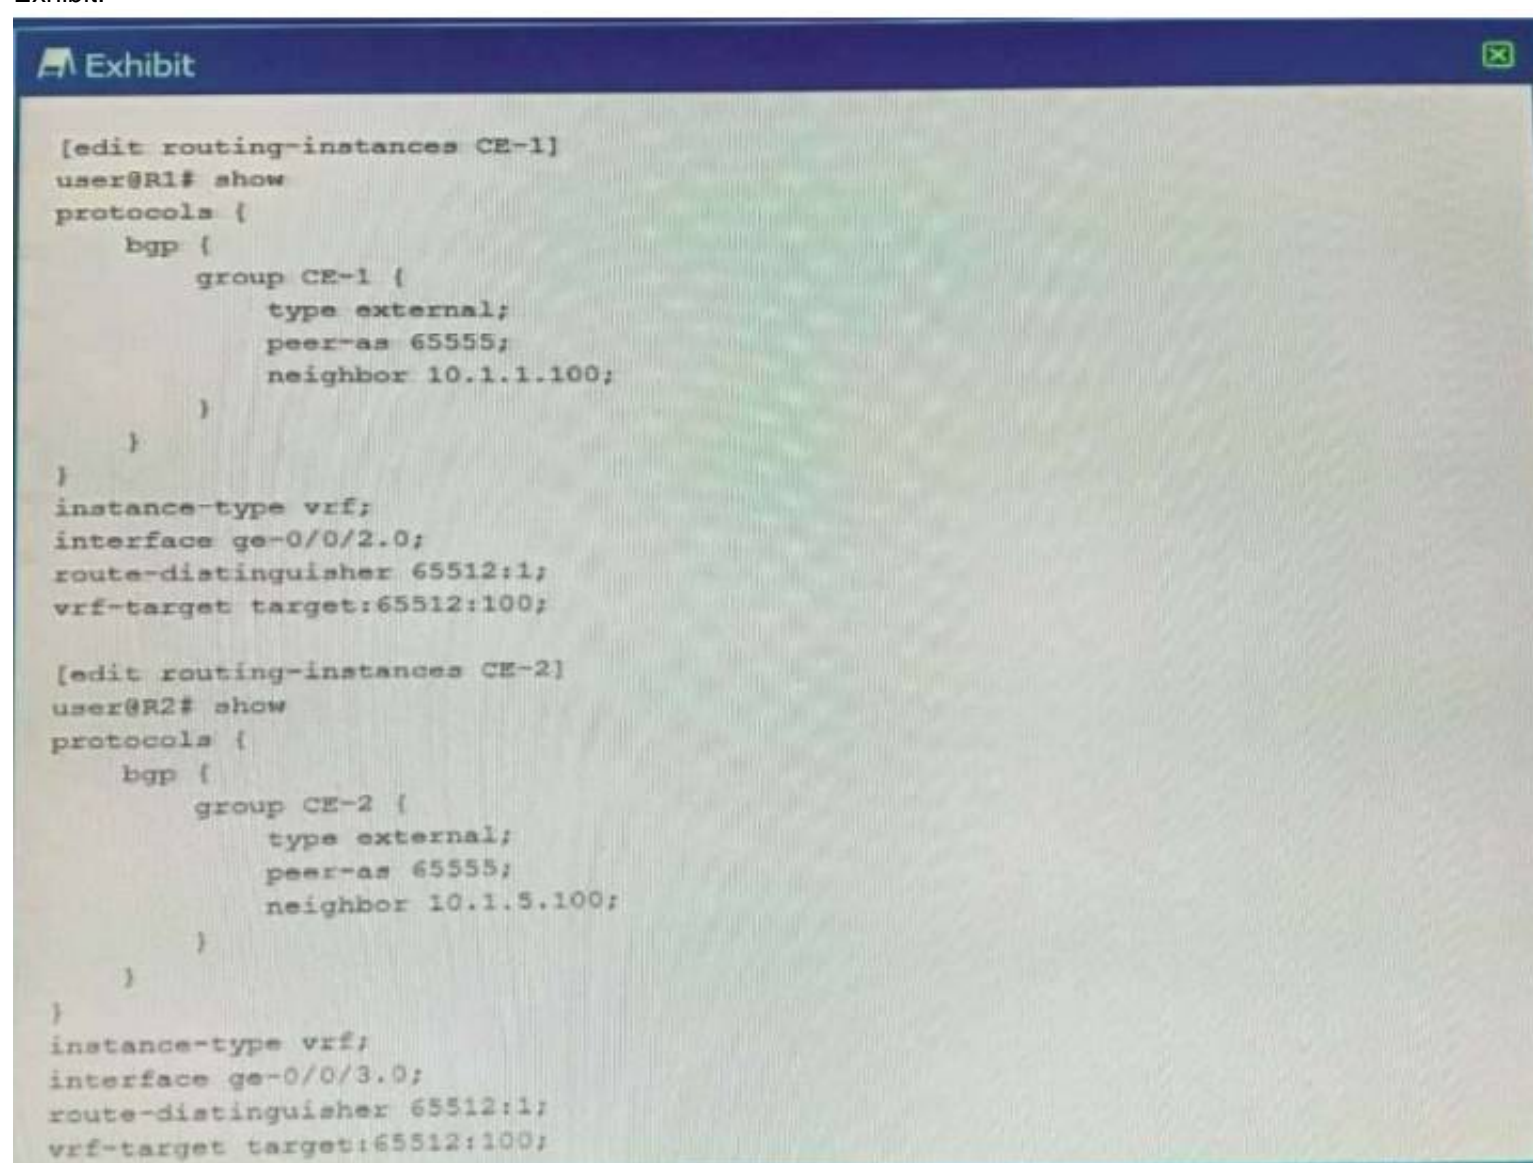 Exhibit.
Exhibit
[edit routing-instances CE-1]
user@R1# show
protocols {
bgp {
group CE-1 {
type external;
peer-as 65555;
neighbor 10.1.1.100;
}
}
}
instance-type vrf;
interface ge-0/0/2.0;
route-distinguisher 65512:1;
vrf-target target:65512:100;
[edit routing-instances CE-2]
user@R2# show
protocols {
bgp {
group CE-2 {
type external;
peer-as 65555;
neighbor 10.1.5.100;
}
}
}
instance-type vrf;
interface ge-0/0/3.0;
route-distinguisher 65512:1;
vrf-target target:65512:100;